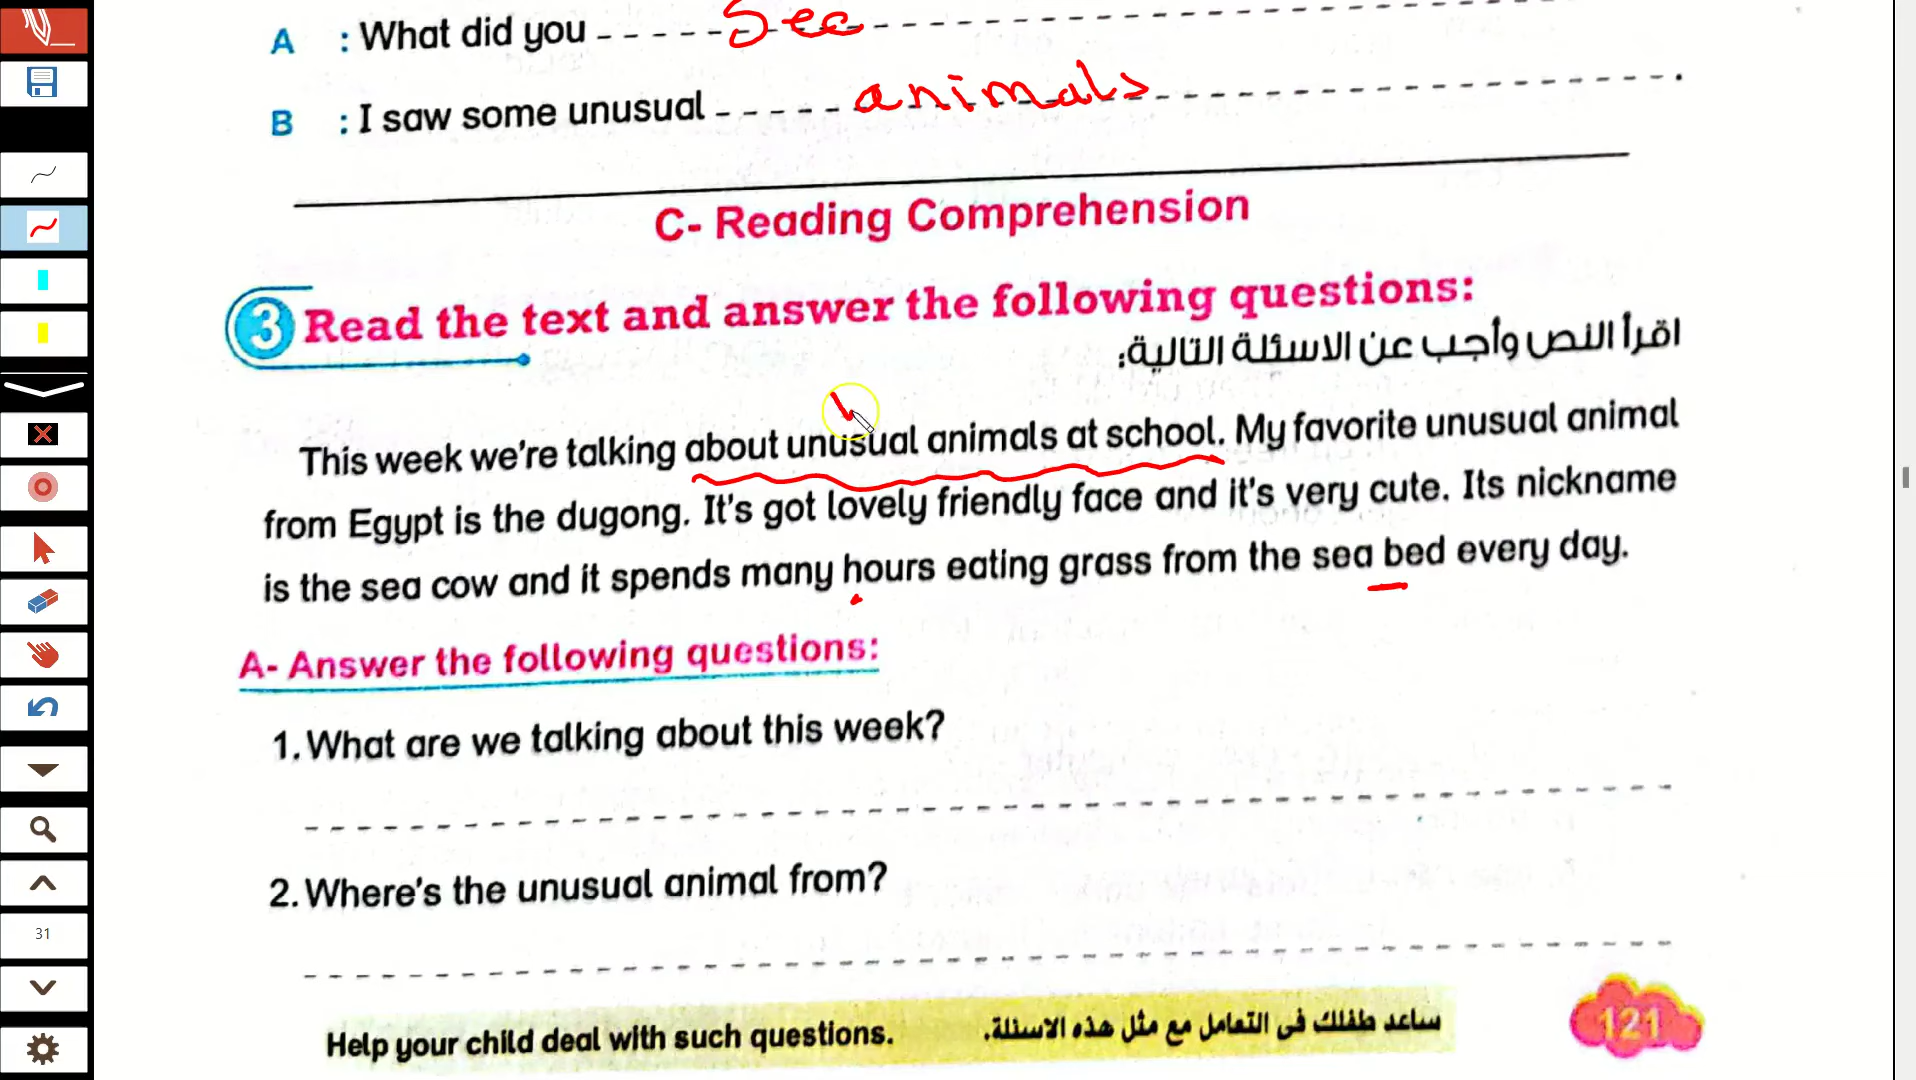 A : What did you see
B : I saw some unusual animals .
C- Reading Comprehension
3 Read the text and answer the following questions:
اقرأ النص وأجب عن الاسئلة التالية:
This week we're talking about unusual animals at school. My favorite unusual animal
from Egypt is the dugong. It's got lovely friendly face and it's very cute. Its nickname
is the sea cow and it spends many hours eating grass from the sea bed every day.
A- Answer the following questions:
1. What are we talking about this week?
2. Where's the unusual animal from?
31
Help your child deal with such questions. ساعد طفلك فى التعامل مع مثل هذه الاسئلة.
121